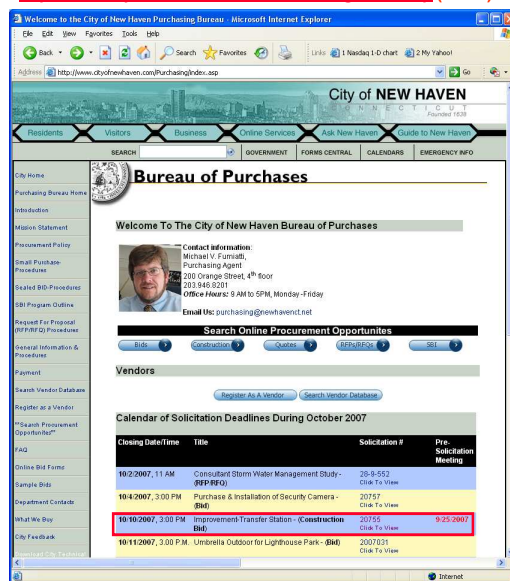 Welcome to the City of New Haven Purchasing Bureau - Microsoft Internet Explorer
File Edit View Favorites Tools Help
Back Search Favorites Links 1 Nasdaq 1-D chart 2 My Yahoo!
Address http://www.cityofnewhaven.com/Purchasing/index.asp Go
City of NEW HAVEN
CONNECTICUT
Founded 1638
Residents Visitors Business Online Services Ask New Haven Guide to New Haven
SEARCH GOVERNMENT FORMS CENTRAL CALENDARS EMERGENCY INFO
City Home
Purchasing Bureau Home
Introduction
Mission Statement
Procurement Policy
Small Purchase-
Procedures
Sealed BID-Procedures
SBI Program Outline
Request For Proposal
(RFP/RFQ) Procedures
General Information &
Procedures
Payment
Search Vendor Database
Register as a Vendor
**Search Procurement
Opportunites**
FAQ
Online Bid Forms
Sample Bids
Department Contacts
What We Buy
City Feedback
Download City Technical
Bureau of Purchases
Welcome To The City of New Haven Bureau of Purchases
Contact information:
Michael V. Fumiatti,
Purchasing Agent
200 Orange Street, 4th floor
203.946.8201
Office Hours: 9 AM to 5PM, Monday -Friday
Email Us: purchasing@newhavenct.net
Search Online Procurement Opportunites
Bids Construction Quotes RFPs/RFQs SBI
Vendors
Register As A Vendor Search Vendor Database
Calendar of Solicitation Deadlines During October 2007
Closing Date/Time Title Solicitation # Pre-Solicitation Meeting
10/2/2007, 11 AM Consultant Storm Water Management Study - (RFP/RFQ) 28-9-552 Click To View
10/4/2007, 3:00 PM Purchase & Installation of Security Camera - (Bid) 20757 Click To View
10/10/2007, 3:00 PM Improvement-Transfer Station - (Construction Bid) 20755 Click To View 9/25/2007
10/11/2007, 3:00 P.M. Umbrella Outdoor for Lighthouse Park - (Bid) 2007031 Click To View
Internet